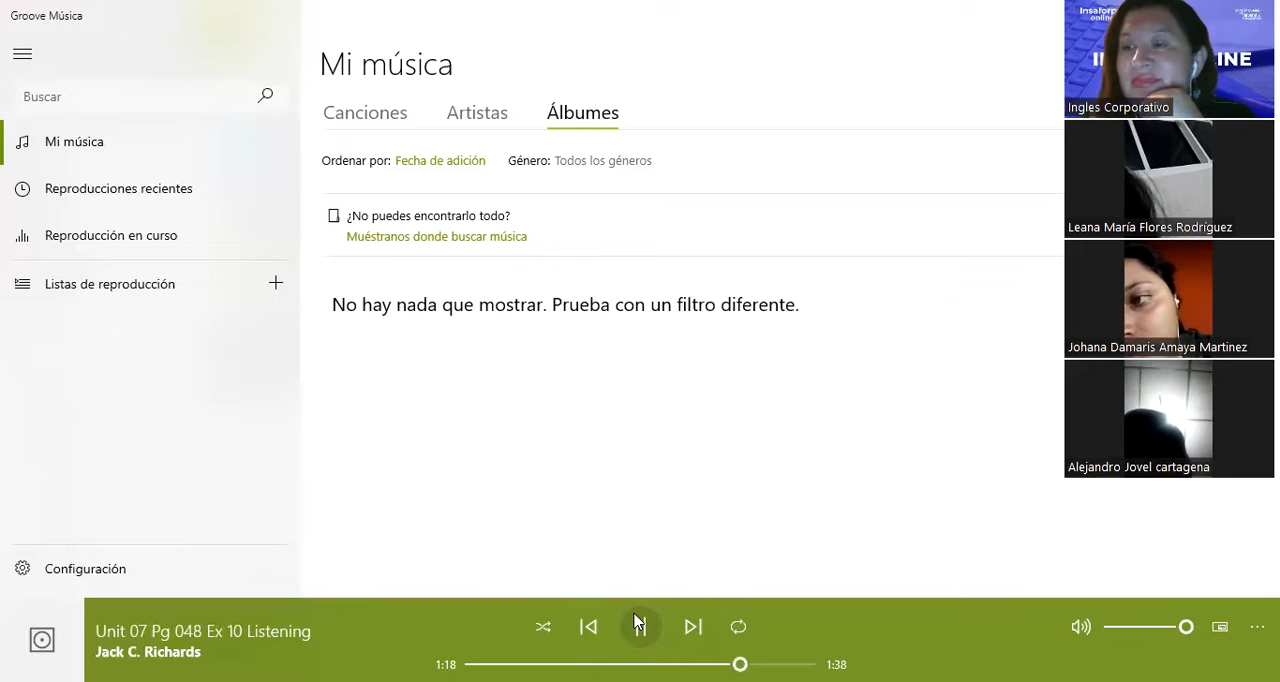 Groove Música
Buscar
Mi música
Reproducciones recientes
Reproducción en curso
Listas de reproducción
Configuración
Mi música
Canciones
Artistas
Álbumes
Ordenar por: Fecha de adición
Género: Todos los géneros
¿No puedes encontrarlo todo?
Muéstranos donde buscar música
No hay nada que mostrar. Prueba con un filtro diferente.
Ingles Corporativo
Leana María Flores Rodríguez
Johana Damaris Amaya Martinez
Alejandro Jovel cartagena
Unit 07 Pg 048 Ex 10 Listening
Jack C. Richards
1:18
1:38